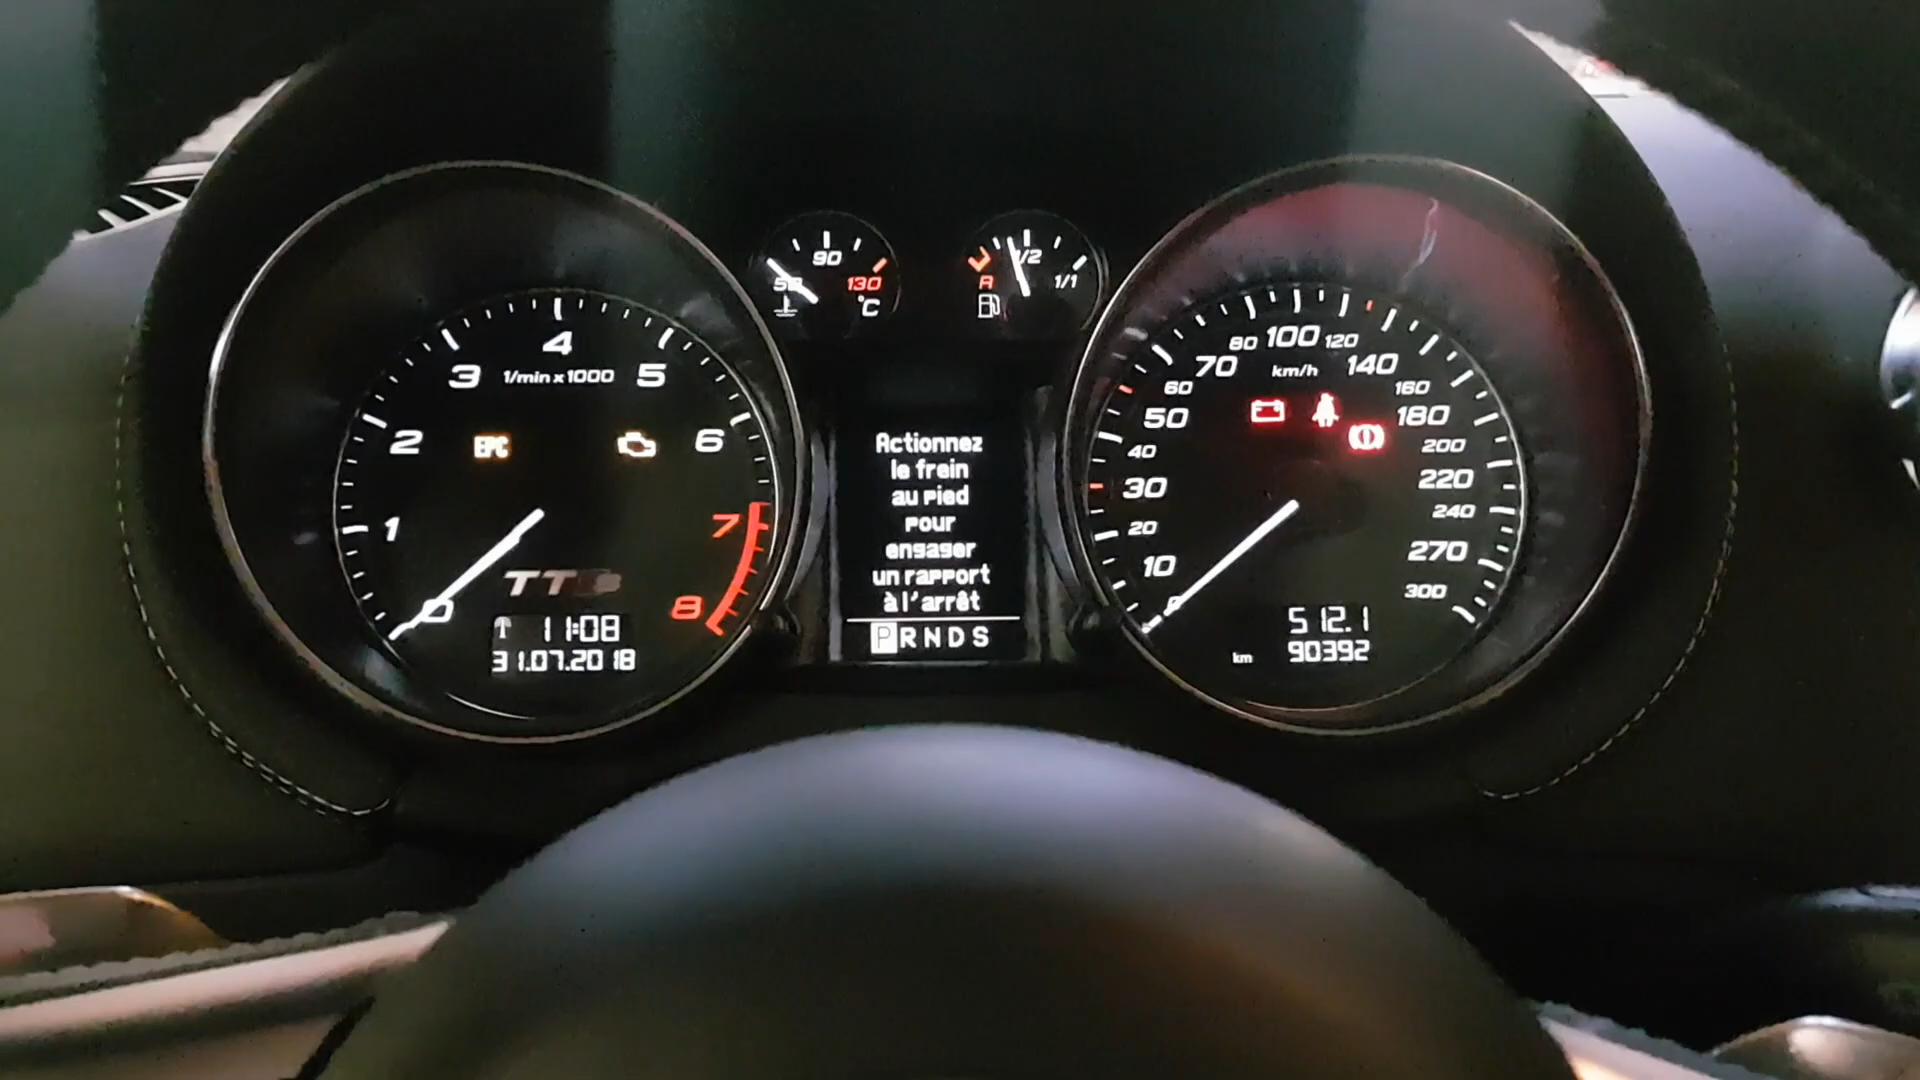 4
3 1/min x 1000 5
2 EPC 6
1 7
0 TTS 8
11:08
31.07.2018
90
50 130
°C
1/2
R 1/1
Actionnez
le frein
au pied
pour
engager
un rapport
à l'arrêt
PRNDS
80 100 120
70 km/h 140
60 160
50 180
40 200
30 220
20 240
10 270
0 300
512.1
km 90392